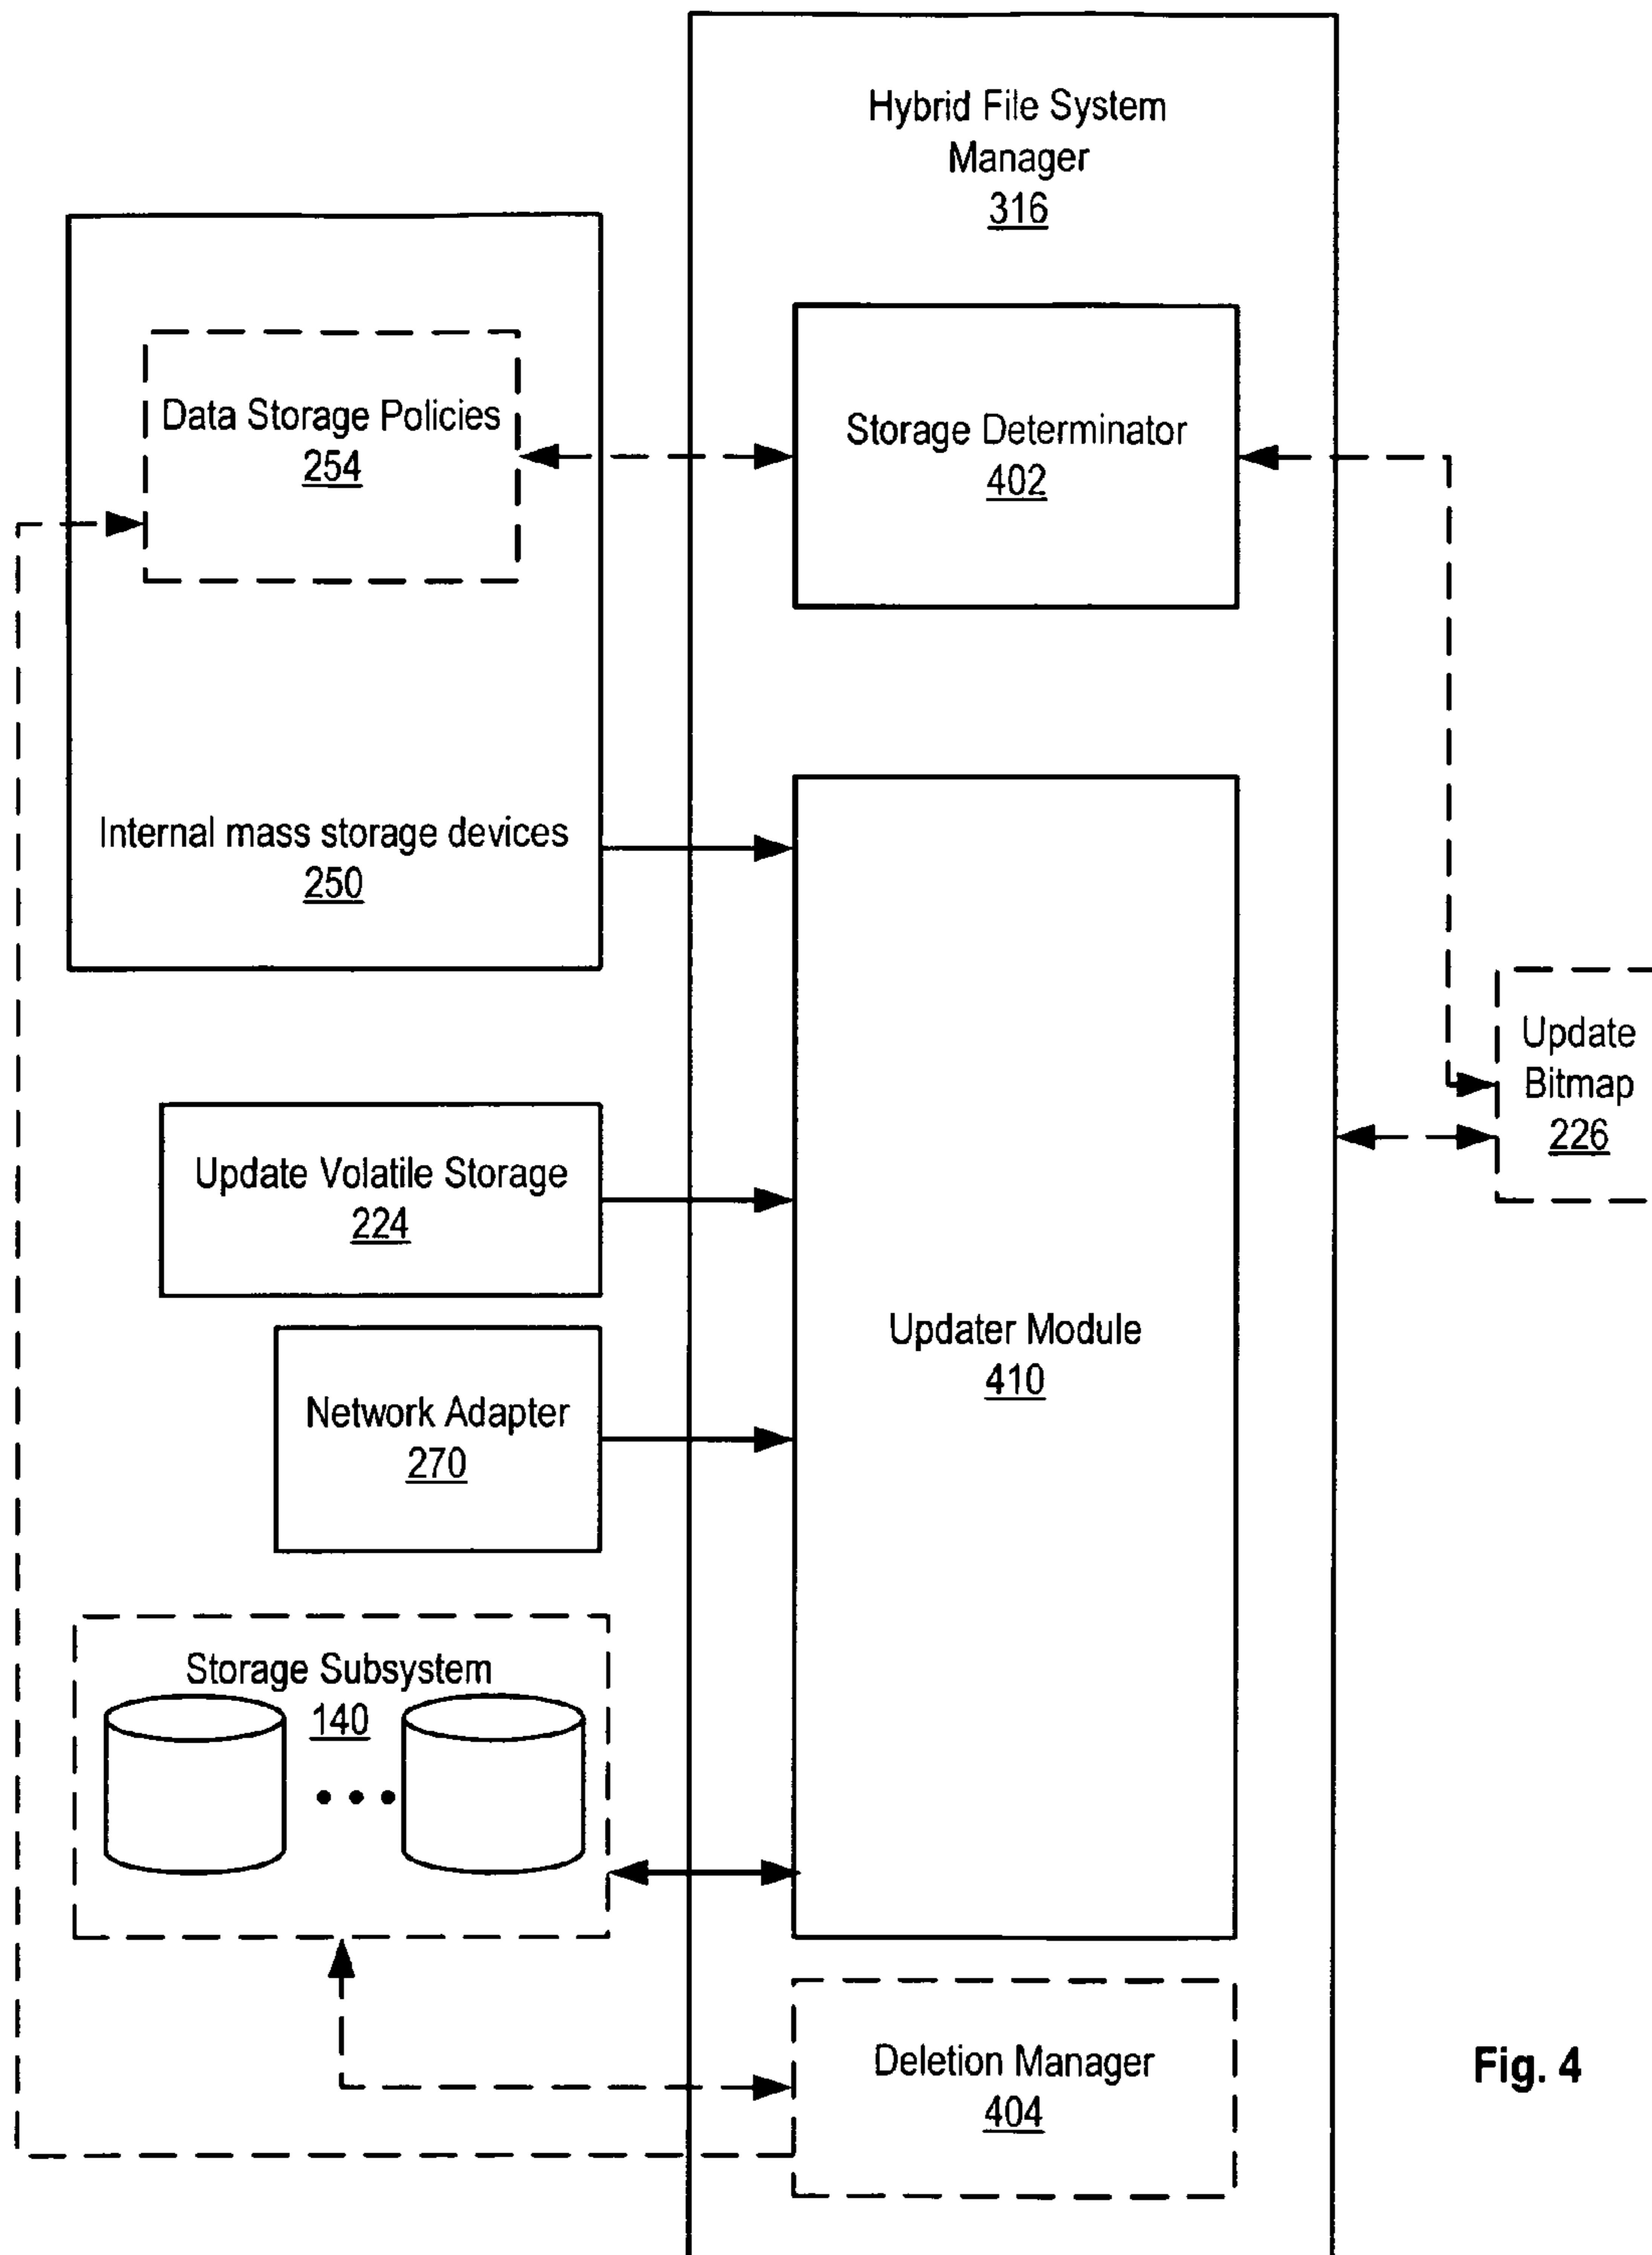 Hybrid File System
Manager
316
Data Storage Policies
254
Storage Determinator
402
Internal mass storage devices
250
Update
Bitmap
226
Update Volatile Storage
224
Updater Module
410
Network Adapter
270
Storage Subsystem
140
Deletion Manager
404
Fig. 4